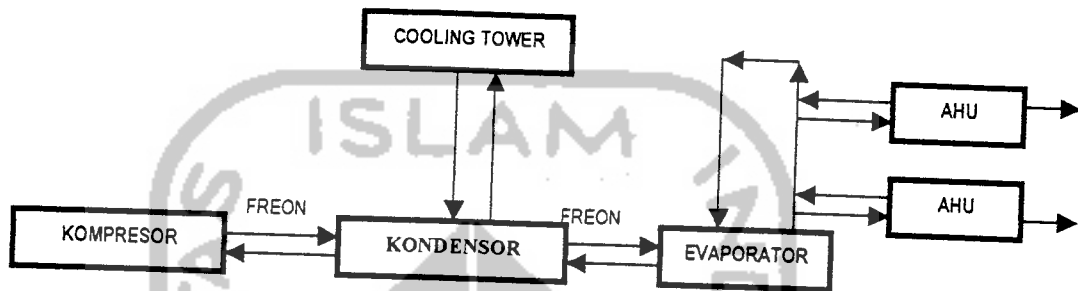 COOLING TOWER
AHU
ISLAM
AHU
FREON
FREON
KOMPRESOR
KONDENSOR
EVAPORATOR